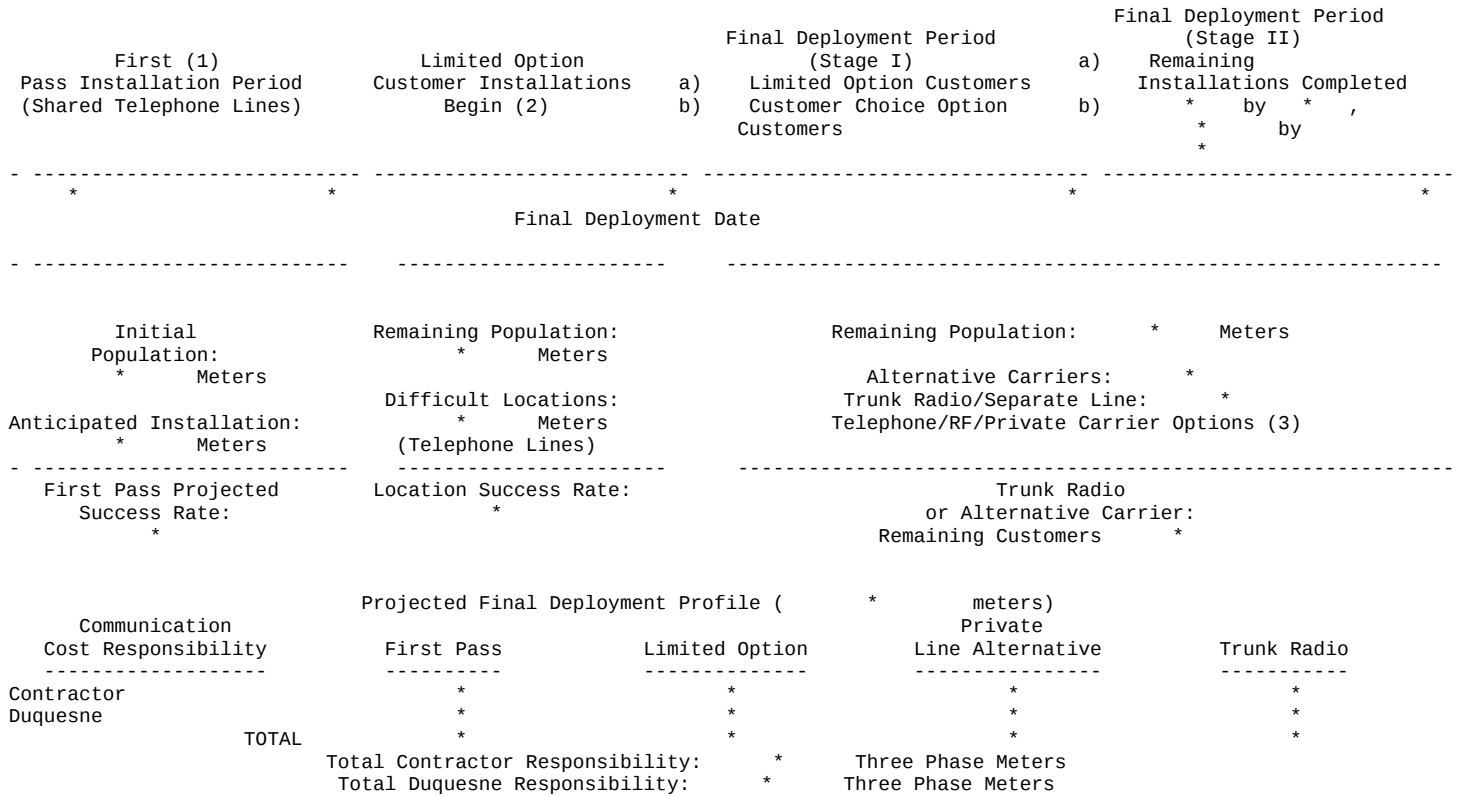 Final Deployment Period
Final Deployment Period (Stage II)
First (1) Limited Option (Stage I) a) Remaining
Pass Installation Period Customer Installations a) Limited Option Customers Installations Completed
(Shared Telephone Lines) Begin (2) b) Customer Choice Option b) * by * ,
Customers * by
*
- ---------------------------- --------------------------- --------------------------------- ------------------------------
* * * * *
Final Deployment Date
- --------------------------- ----------------------- -------------------------------------------------------------
Initial Remaining Population: Remaining Population: * Meters
Population: * Meters
* Meters Alternative Carriers: *
Difficult Locations: Trunk Radio/Separate Line: *
Anticipated Installation: * Meters Telephone/RF/Private Carrier Options (3)
* Meters (Telephone Lines)
- --------------------------- ----------------------- -------------------------------------------------------------
First Pass Projected Location Success Rate: Trunk Radio
Success Rate: * or Alternative Carrier:
* Remaining Customers *
Projected Final Deployment Profile ( * meters)
Communication Private
Cost Responsibility First Pass Limited Option Line Alternative Trunk Radio
------------------- ---------- -------------- ---------------- -----------
Contractor * * * *
Duquesne * * * *
TOTAL * * * *
Total Contractor Responsibility: * Three Phase Meters
Total Duquesne Responsibility: * Three Phase Meters